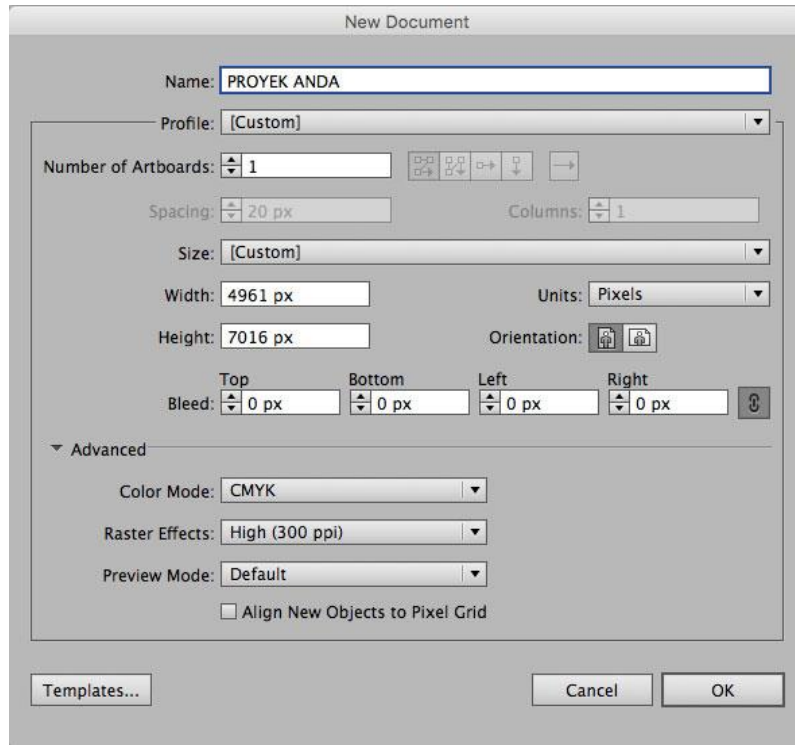 New Document
Name: PROYEK ANDA
Profile: [Custom]
Number of Artboards: 1
Spacing: 20 px Columns: 1
Size: [Custom]
Width: 4961 px Units: Pixels
Height: 7016 px Orientation:
Top Bottom Left Right
Bleed: 0 px 0 px 0 px 0 px
Advanced
Color Mode: CMYK
Raster Effects: High (300 ppi)
Preview Mode: Default
Align New Objects to Pixel Grid
Templates... Cancel OK